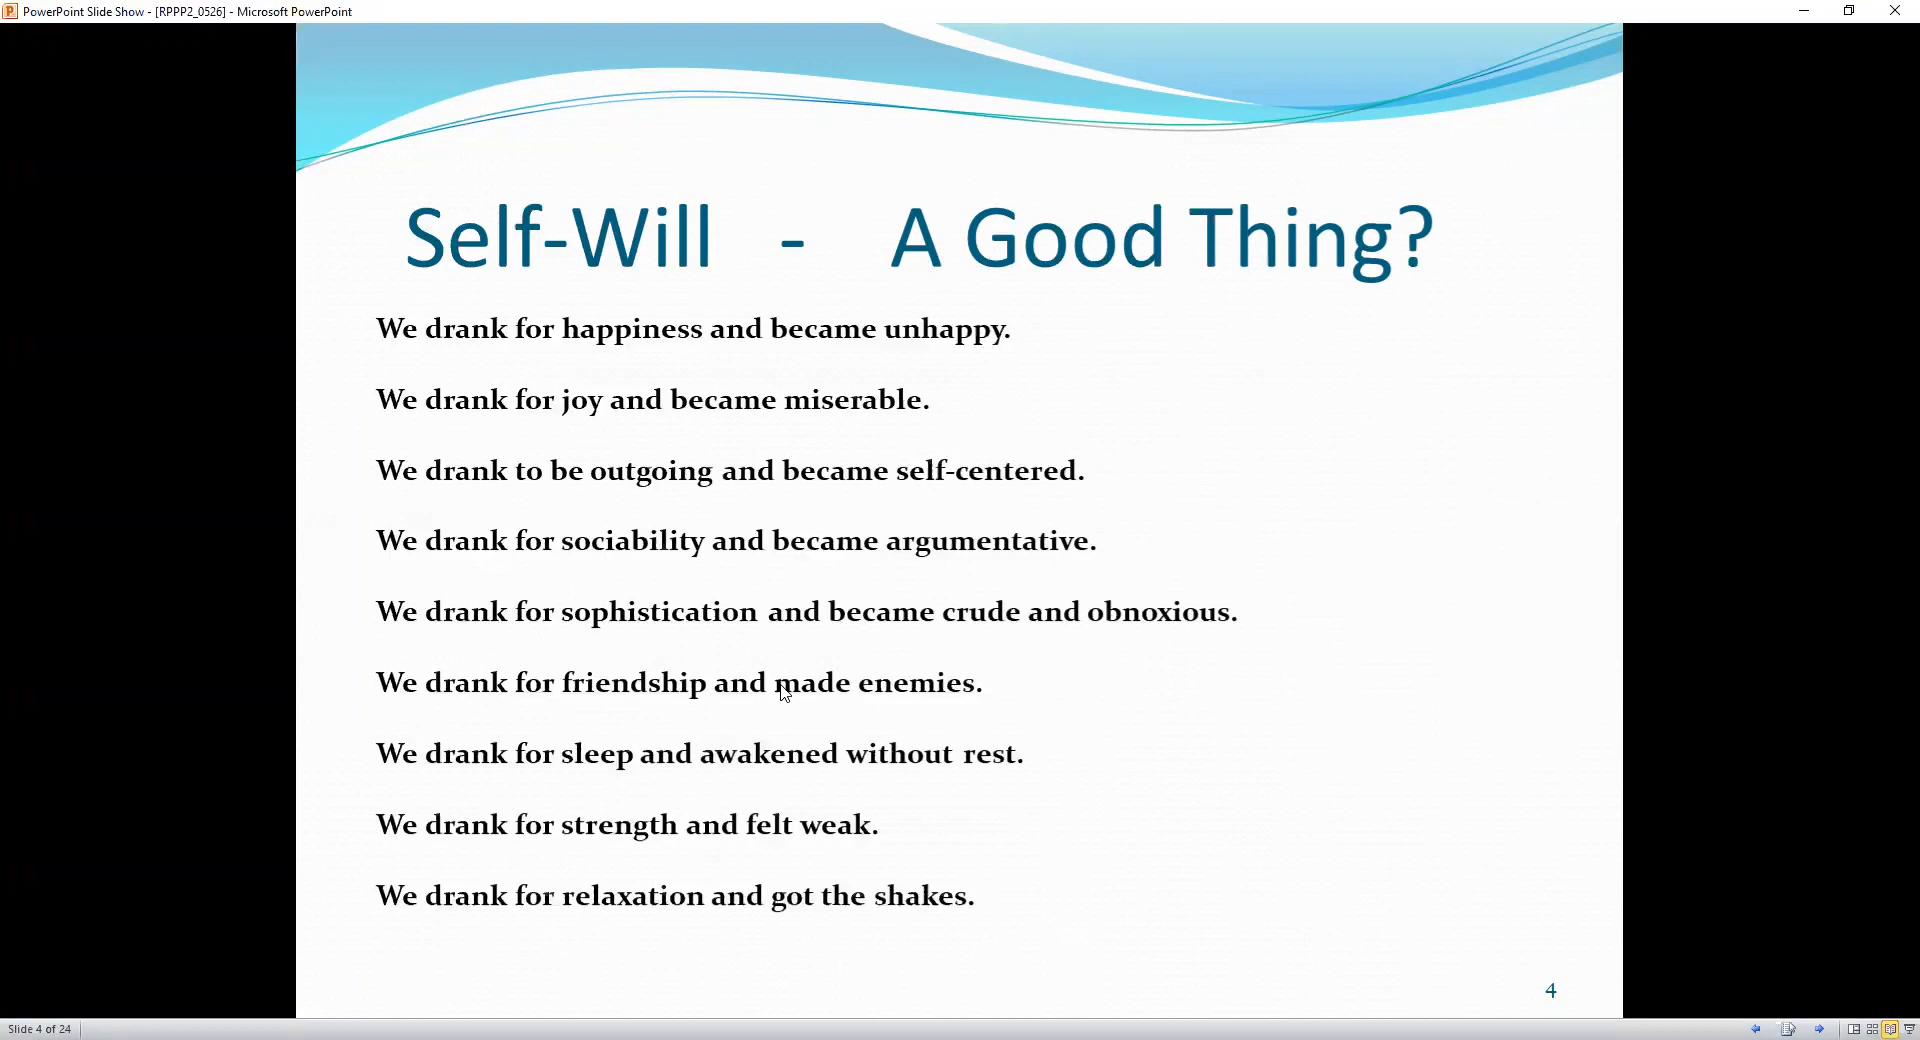 PowerPoint Slide Show - [RPPP2_0526] - Microsoft PowerPoint
Self-Will - A Good Thing?
We drank for happiness and became unhappy.
We drank for joy and became miserable.
We drank to be outgoing and became self-centered.
We drank for sociability and became argumentative.
We drank for sophistication and became crude and obnoxious.
We drank for friendship and made enemies.
We drank for sleep and awakened without rest.
We drank for strength and felt weak.
We drank for relaxation and got the shakes.
4
Slide 4 of 24